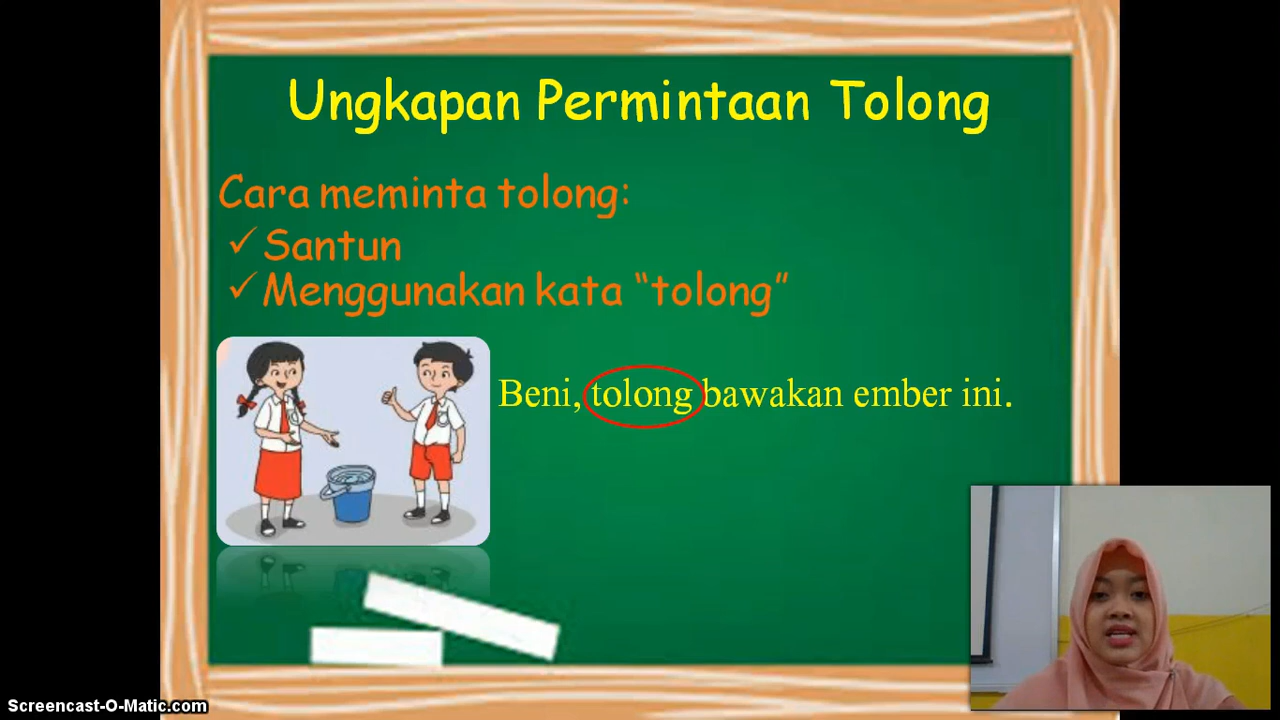 Ungkapan Permintaan Tolong
Cara meminta tolong:
✓Santun
✓Menggunakan kata “tolong”
Beni, tolong bawakan ember ini.
Screencast-O-Matic.com